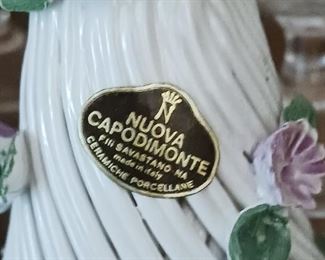 N
NUOVA
CAPODIMONTE
F.lli SAVASTANO NA
made in italy
CERAMICHE PORCELLANE